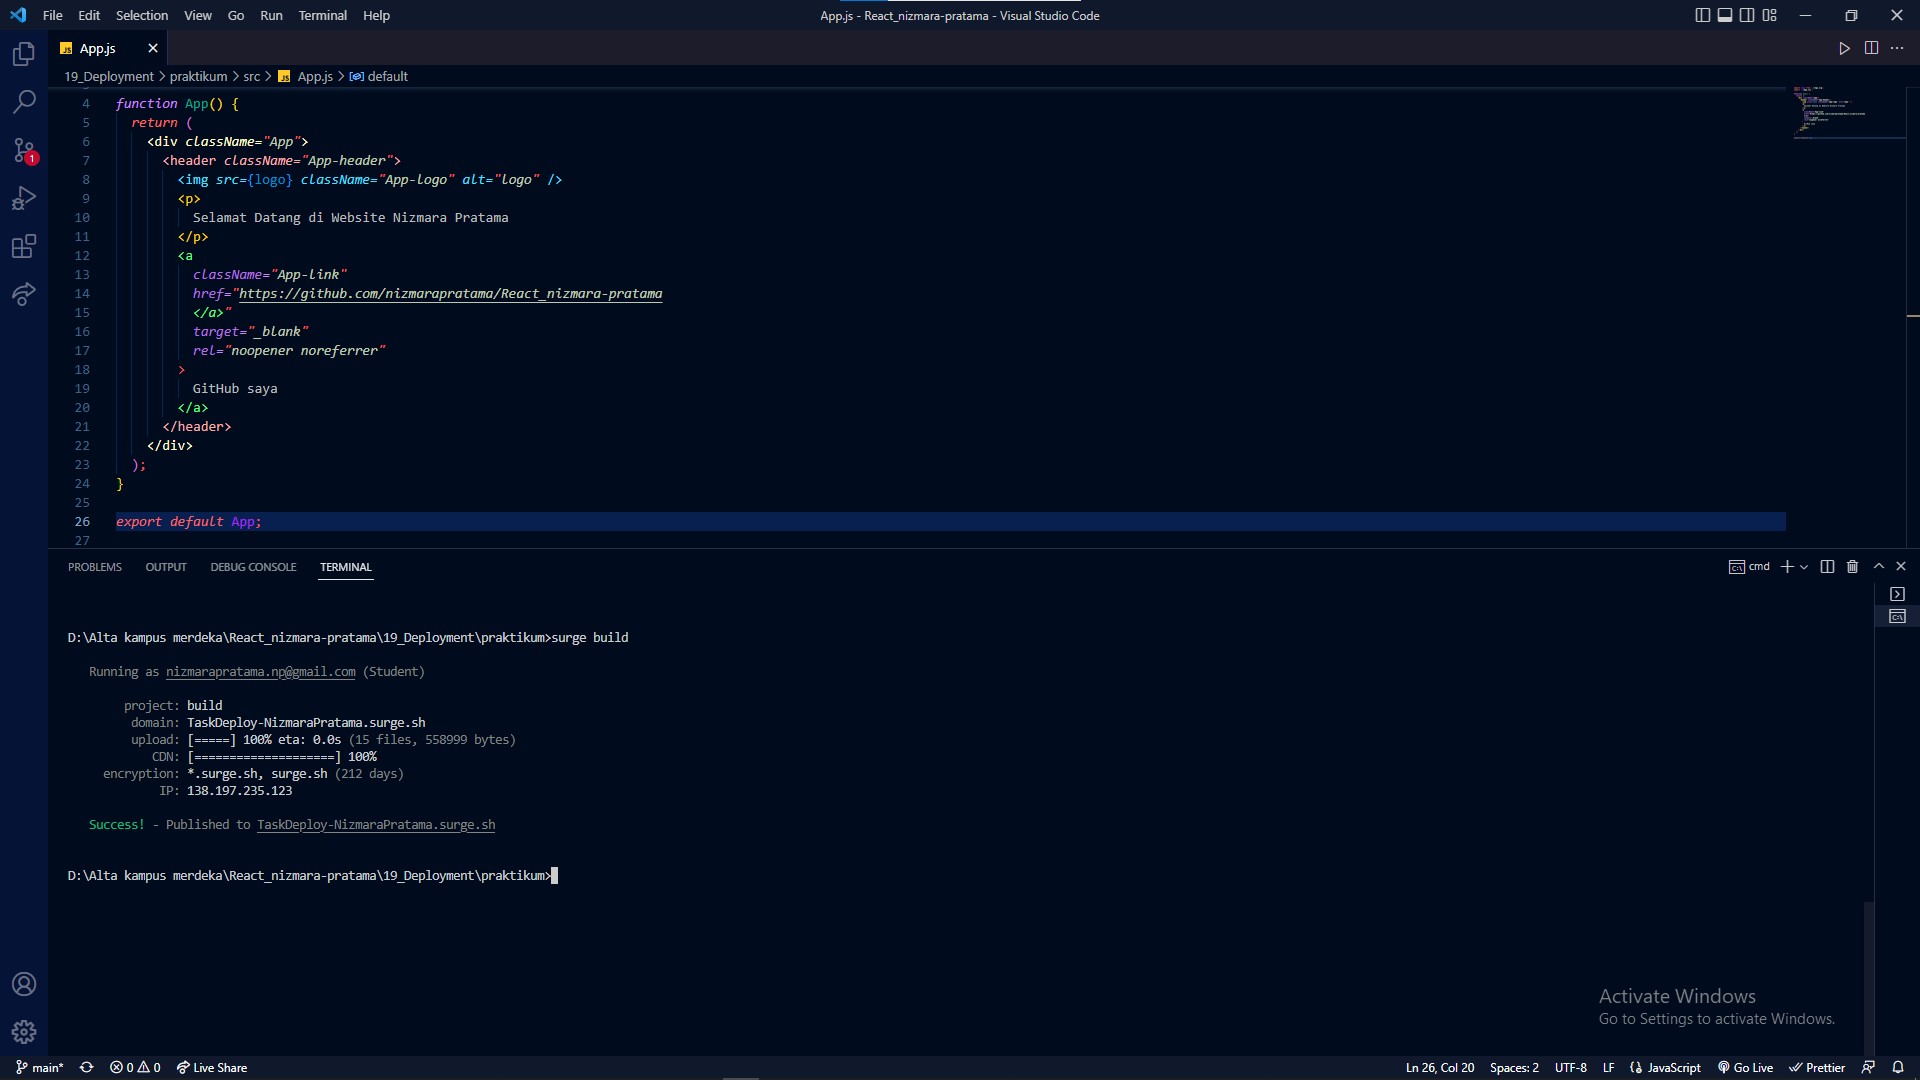 File Edit Selection View Go Run Terminal Help
App.js - React_nizmara-pratama - Visual Studio Code
JS App.js
19_Deployment > praktikum > src > JS App.js > default
4 function App() {
5 return (
6 <div className="App">
7 <header className="App-header">
8 <img src={logo} className="App-logo" alt="logo" />
9 <p>
10 Selamat Datang di Website Nizmara Pratama
11 </p>
12 <a
13 className="App-link"
14 href="https://github.com/nizmarapratama/React_nizmara-pratama
15 </a>"
16 target="_blank"
17 rel="noopener noreferrer"
18 >
19 GitHub saya
20 </a>
21 </header>
22 </div>
23 );
24 }
25
26 export default App;
27
PROBLEMS OUTPUT DEBUG CONSOLE TERMINAL
cmd
D:\Alta kampus merdeka\React_nizmara-pratama\19_Deployment\praktikum>surge build
Running as nizmarapratama.np@gmail.com (Student)
project: build
domain: TaskDeploy-NizmaraPratama.surge.sh
upload: [=====] 100% eta: 0.0s (15 files, 558999 bytes)
CDN: [====================] 100%
encryption: *.surge.sh, surge.sh (212 days)
IP: 138.197.235.123
Success! - Published to TaskDeploy-NizmaraPratama.surge.sh
D:\Alta kampus merdeka\React_nizmara-pratama\19_Deployment\praktikum>
Activate Windows
Go to Settings to activate Windows.
1
main* 0 0 Live Share
Ln 26, Col 20 Spaces: 2 UTF-8 LF JavaScript Go Live Prettier